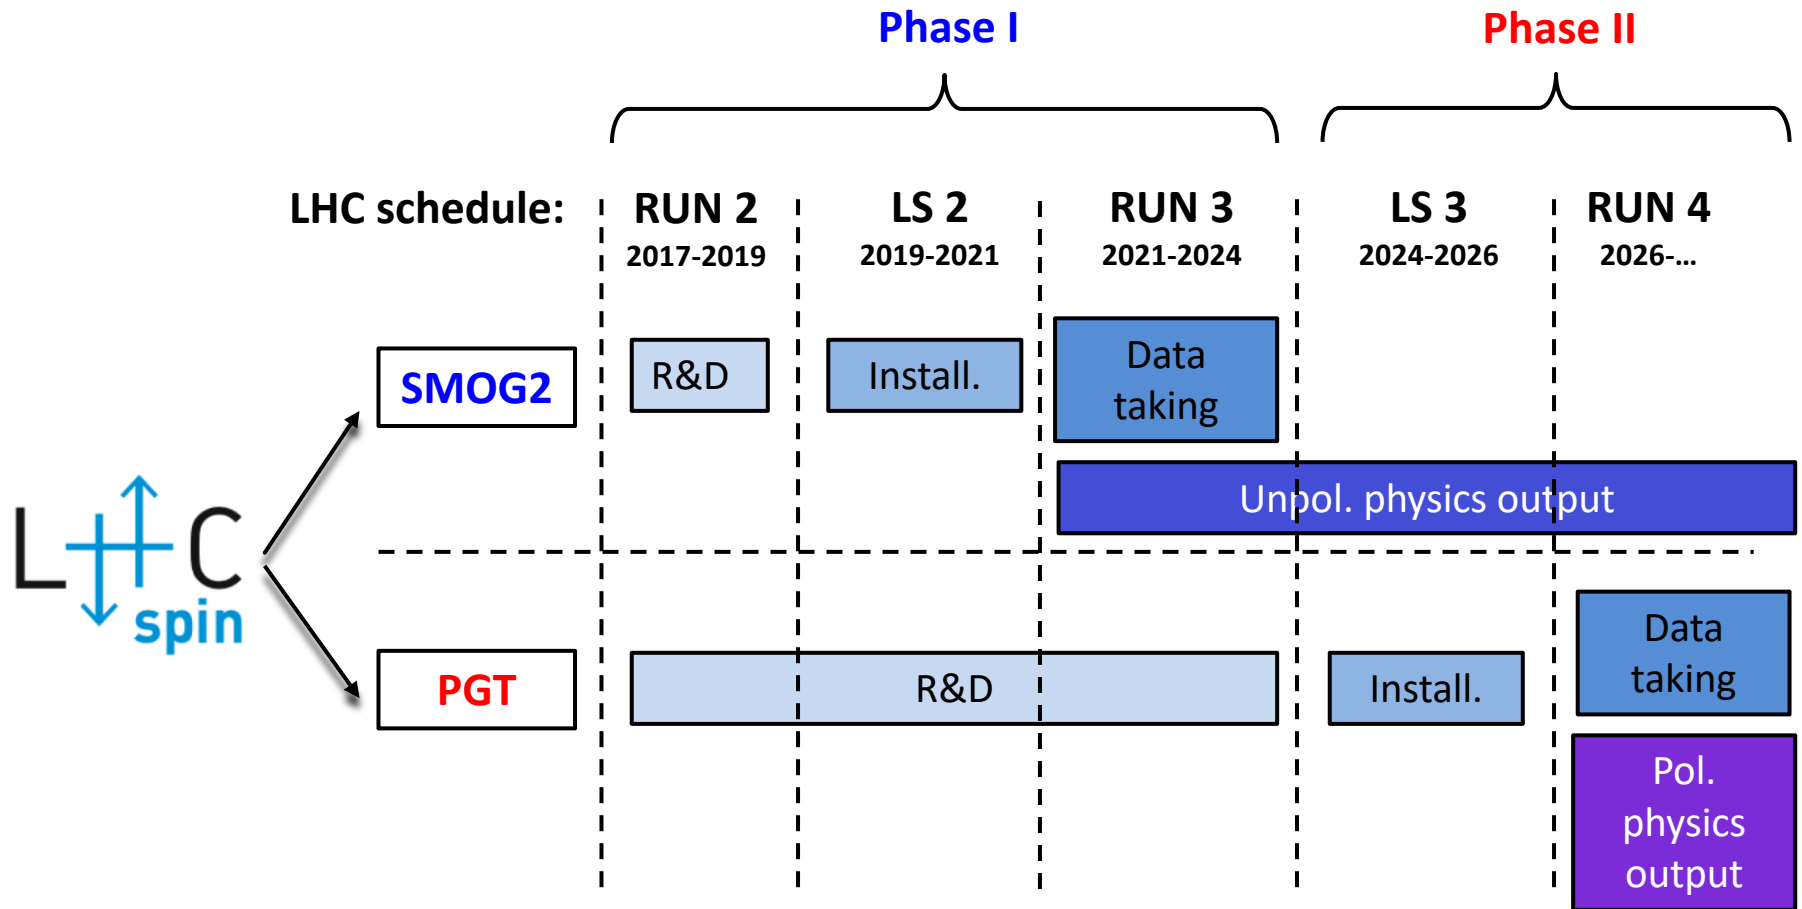 Phase I
Phase II
LHC schedule:
RUN 2
LS 2
RUN 3
LS 3
RUN 4
2017-2019
2019-2021
2021-2024
2024-2026
2026-...
SMOG2
R&D
Install.
Data
taking
Unpol. physics output
LHC
spin
PGT
R&D
Install.
Data
taking
Pol.
physics
output